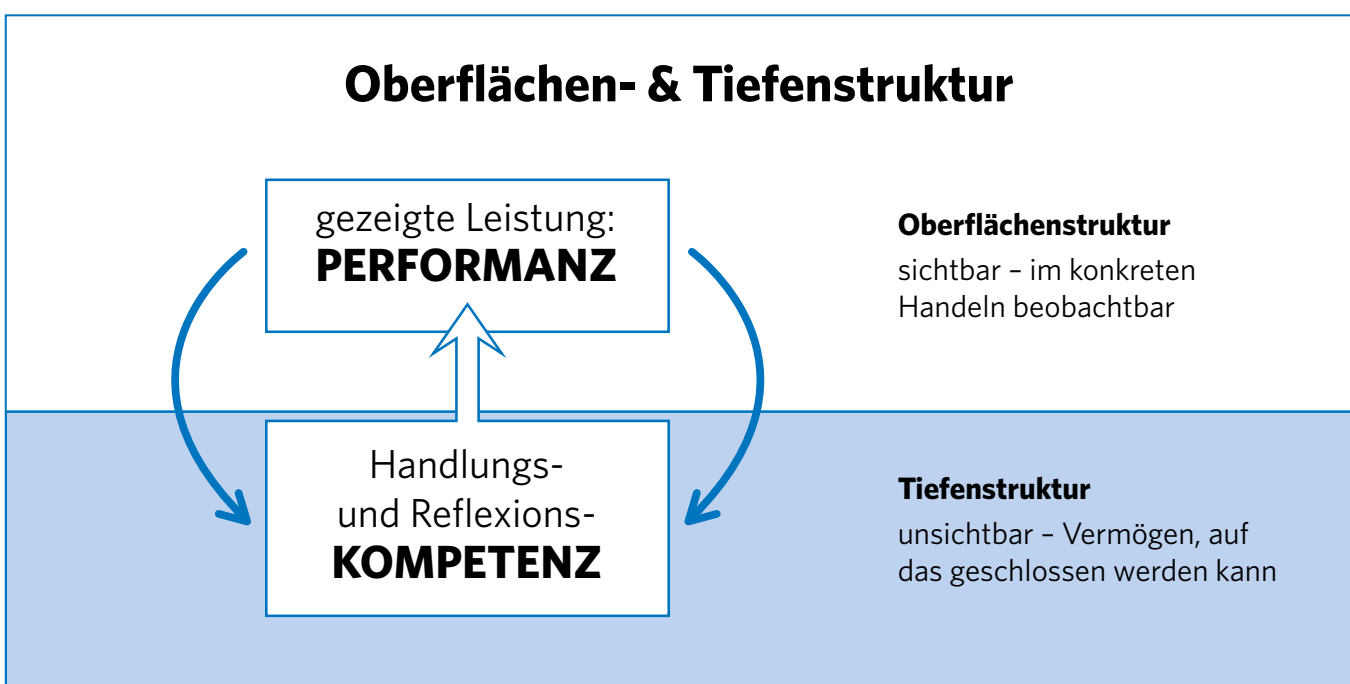 Oberflächen- & Tiefenstruktur
gezeigte Leistung:
PERFORMANZ
Oberflächenstruktur
sichtbar – im konkreten
Handeln beobachtbar
Handlungs-
und Reflexions-
KOMPETENZ
Tiefenstruktur
unsichtbar – Vermögen, auf
das geschlossen werden kann